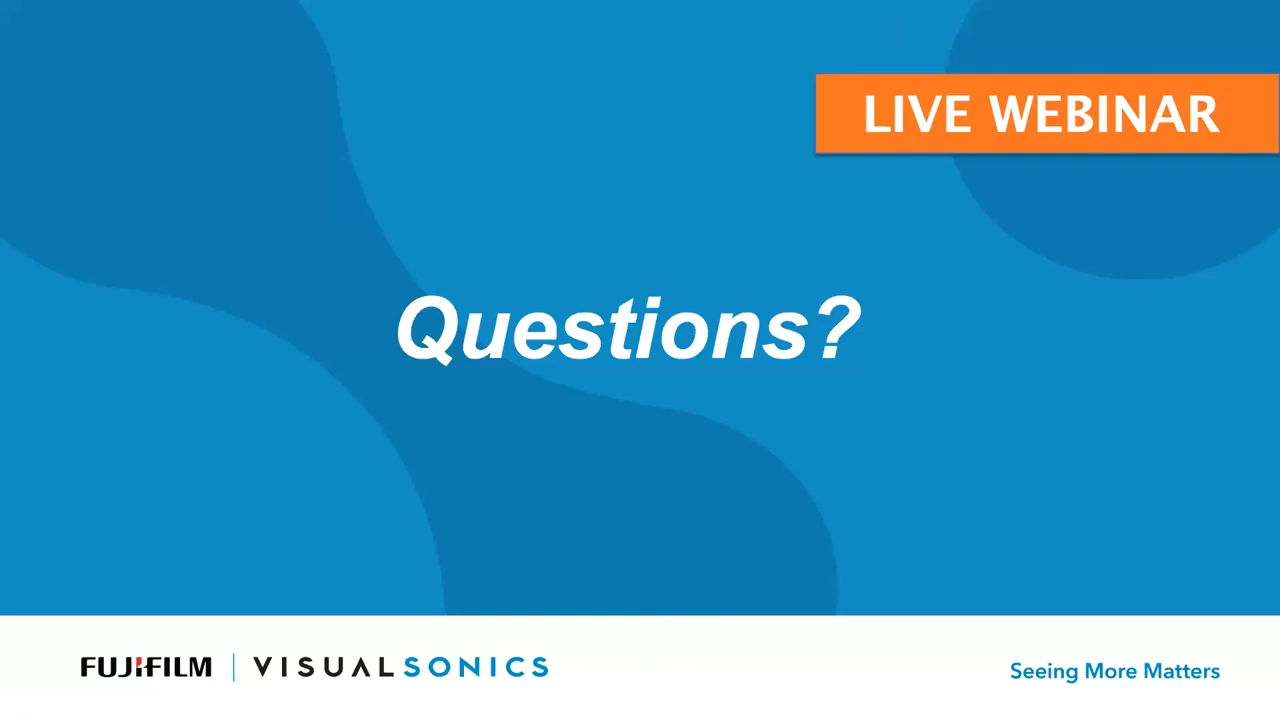 LIVE WEBINAR
Questions?
FUJIFILM | VISUALSONICS
Seeing More Matters